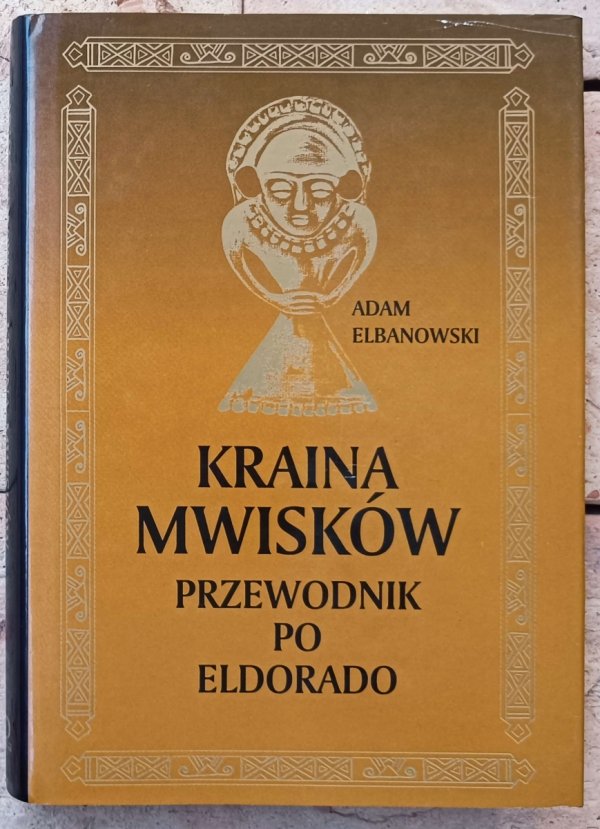 ADAM
ELBANOWSKI
KRAINA
MWISKÓW
PRZEWODNIK
PO
ELDORADO